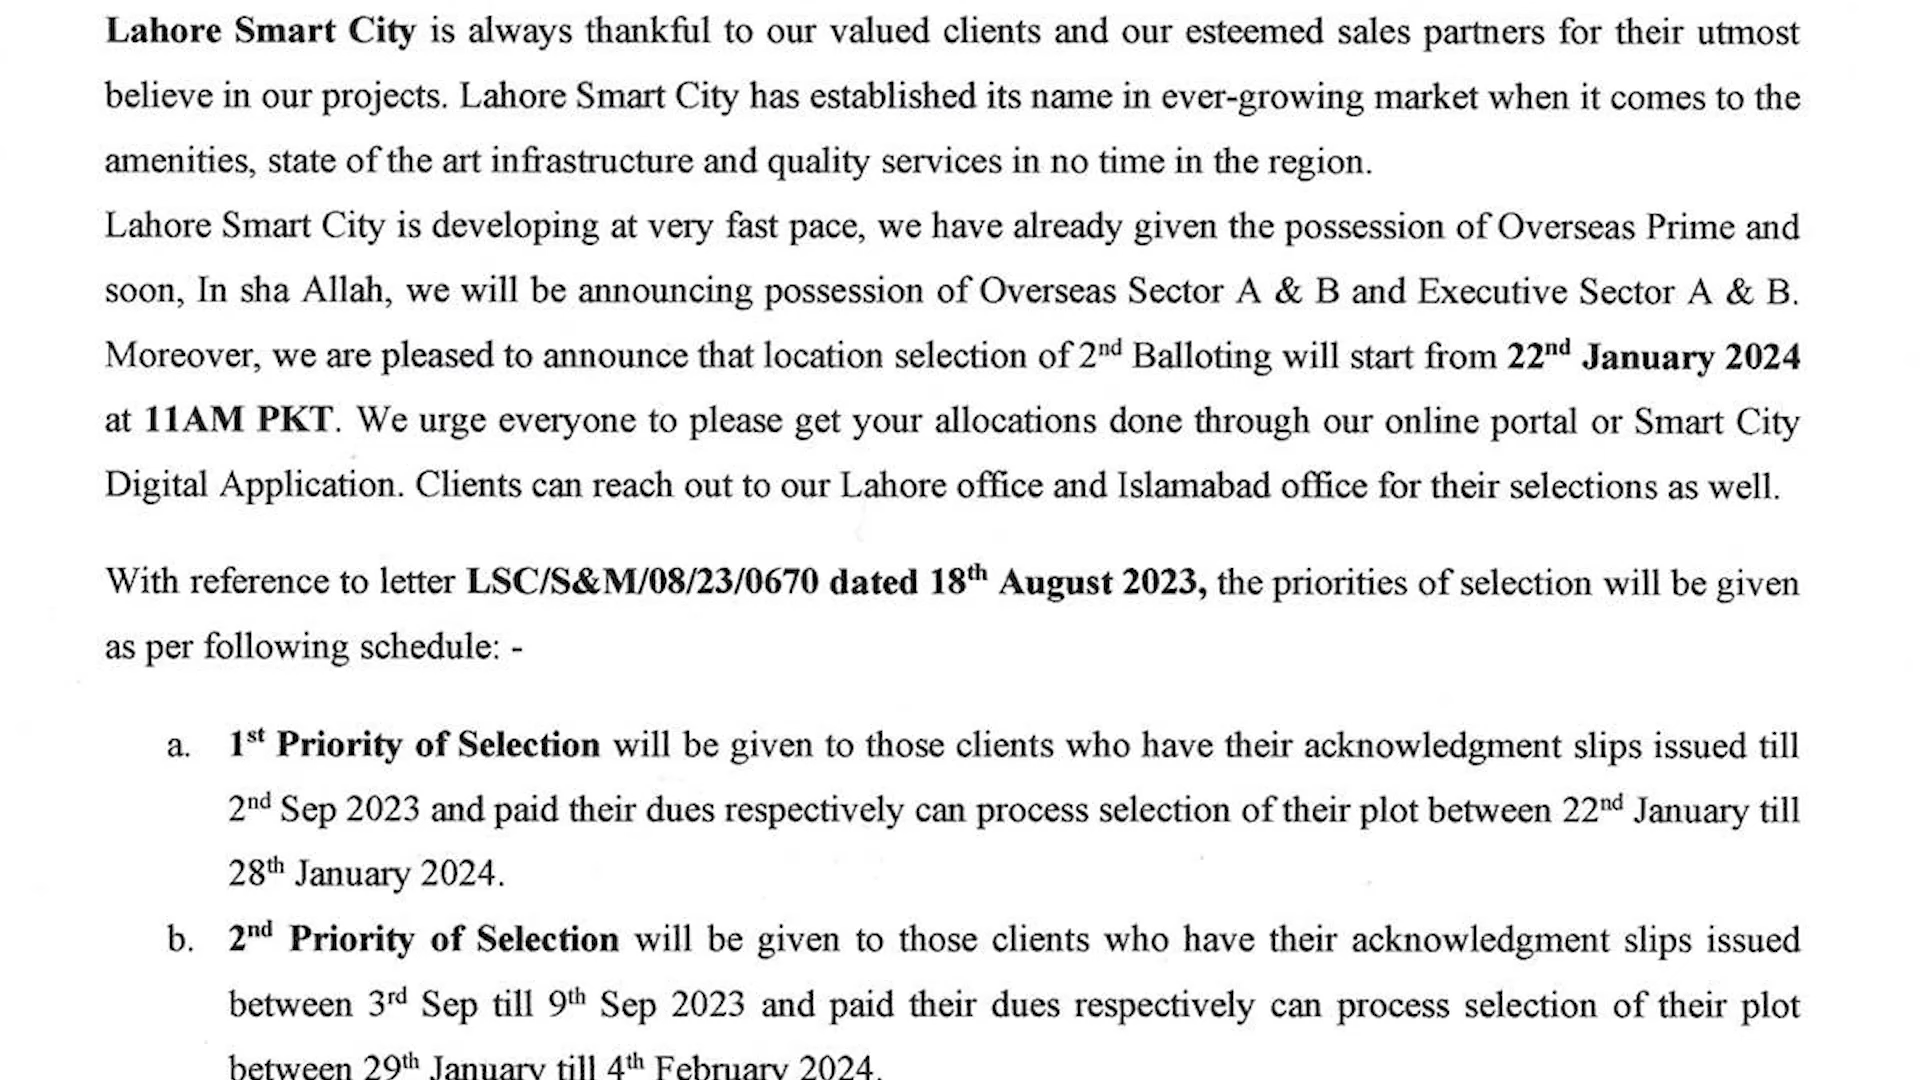 Lahore Smart City is always thankful to our valued clients and our esteemed sales partners for their utmost
believe in our projects. Lahore Smart City has established its name in ever-growing market when it comes to the
amenities, state of the art infrastructure and quality services in no time in the region.
Lahore Smart City is developing at very fast pace, we have already given the possession of Overseas Prime and
soon, In sha Allah, we will be announcing possession of Overseas Sector A & B and Executive Sector A & B.
Moreover, we are pleased to announce that location selection of 2nd Balloting will start from 22nd January 2024
at 11AM PKT. We urge everyone to please get your allocations done through our online portal or Smart City
Digital Application. Clients can reach out to our Lahore office and Islamabad office for their selections as well.
With reference to letter LSC/S&M/08/23/0670 dated 18th August 2023, the priorities of selection will be given
as per following schedule: -
a. 1st Priority of Selection will be given to those clients who have their acknowledgment slips issued till
2nd Sep 2023 and paid their dues respectively can process selection of their plot between 22nd January till
28th January 2024.
b. 2nd Priority of Selection will be given to those clients who have their acknowledgment slips issued
between 3rd Sep till 9th Sep 2023 and paid their dues respectively can process selection of their plot
between 29th January till 4th February 2024.